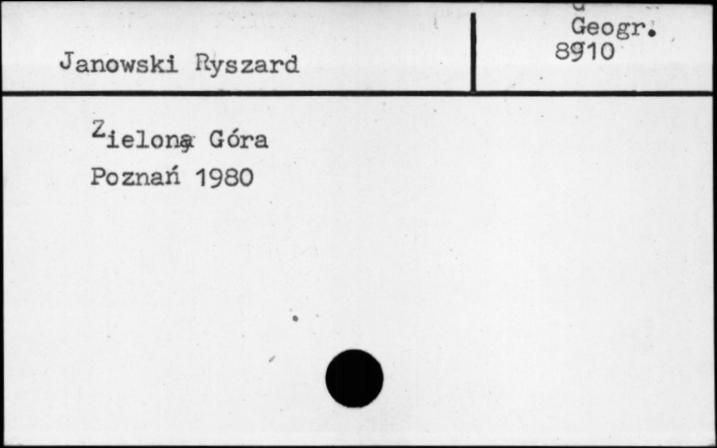 Geogr.
8910
Janowski Ryszard
Zielona Góra
Poznań 1980